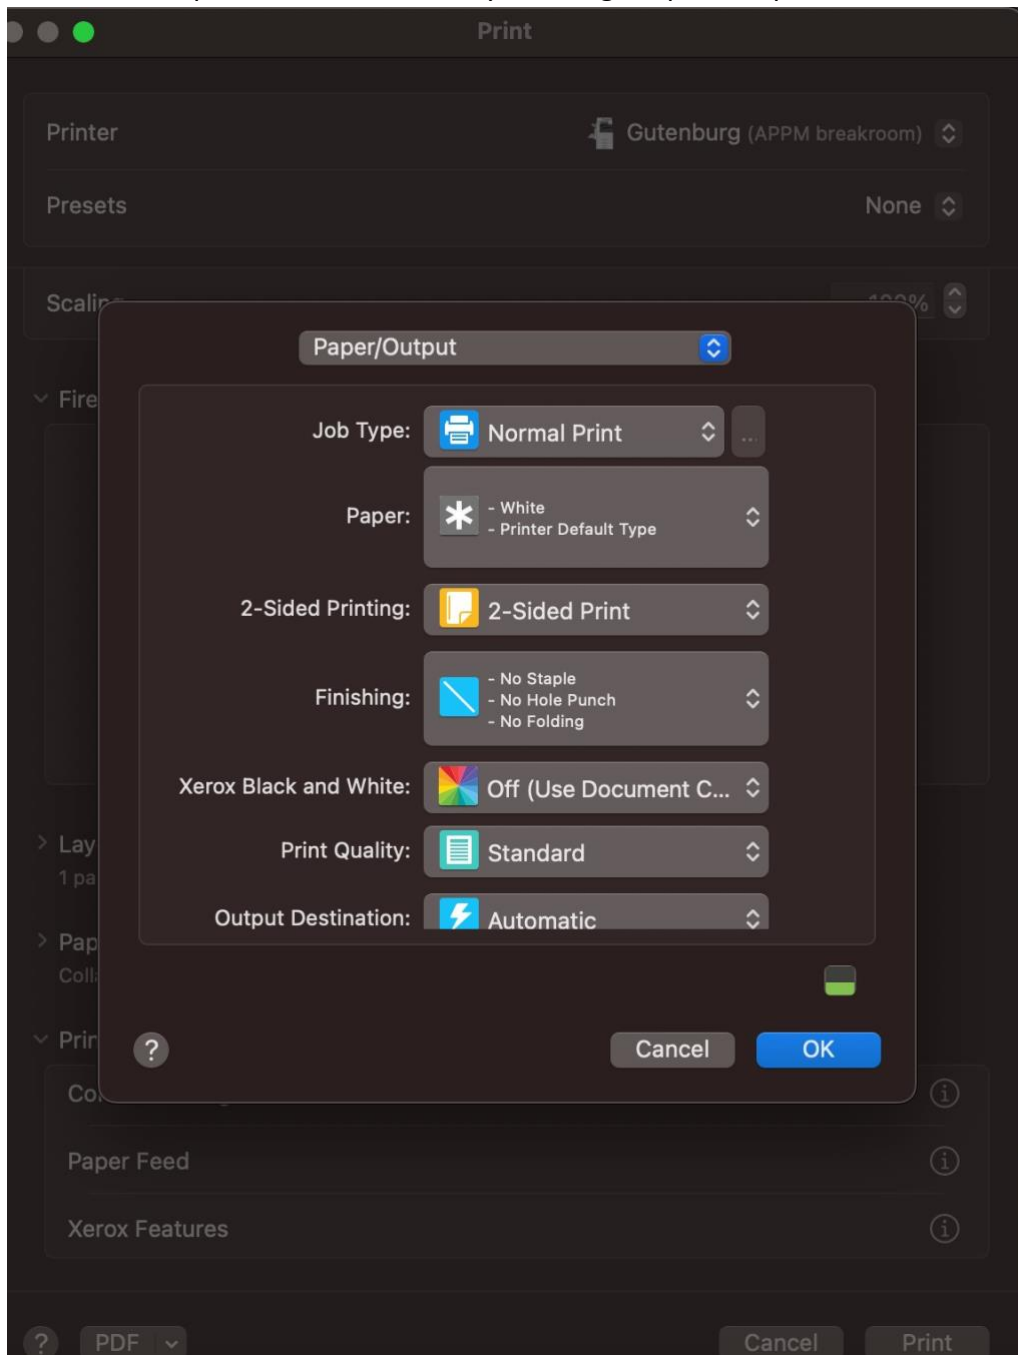 Print
Printer Gutenburg (APPM breakroom)
Presets None
Paper/Output
Job Type: Normal Print ...
Paper: - White
- Printer Default Type
2-Sided Printing: 2-Sided Print
Finishing: - No Staple
- No Hole Punch
- No Folding
Xerox Black and White: Off (Use Document C...
Print Quality: Standard
Output Destination: Automatic
1 pa
? Cancel OK
Paper Feed
Xerox Features
? PDF Cancel Print